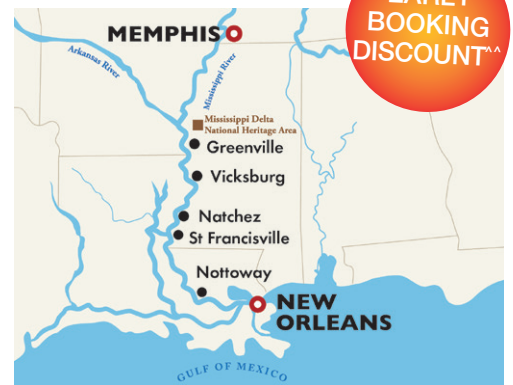 EARLY
BOOKING
DISCOUNT^^
MEMPHIS
Arkansas River
Mississippi River
Mississippi Delta
National Heritage Area
Greenville
Vicksburg
Natchez
St Francisville
Nottoway
NEW
ORLEANS
GULF OF MEXICO